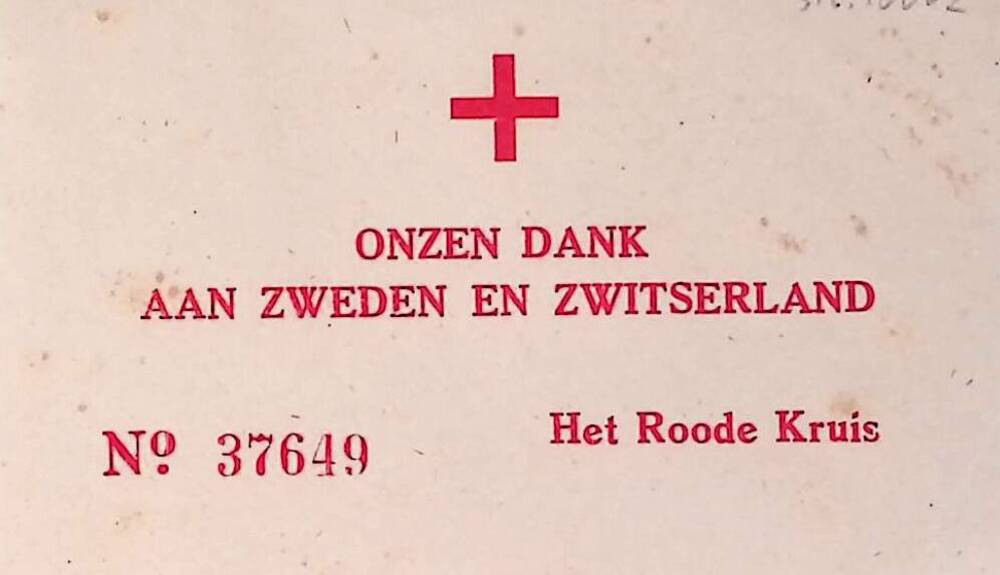 ONZEN DANK
AAN ZWEDEN EN ZWITSERLAND
Het Roode Kruis
Nº 37649